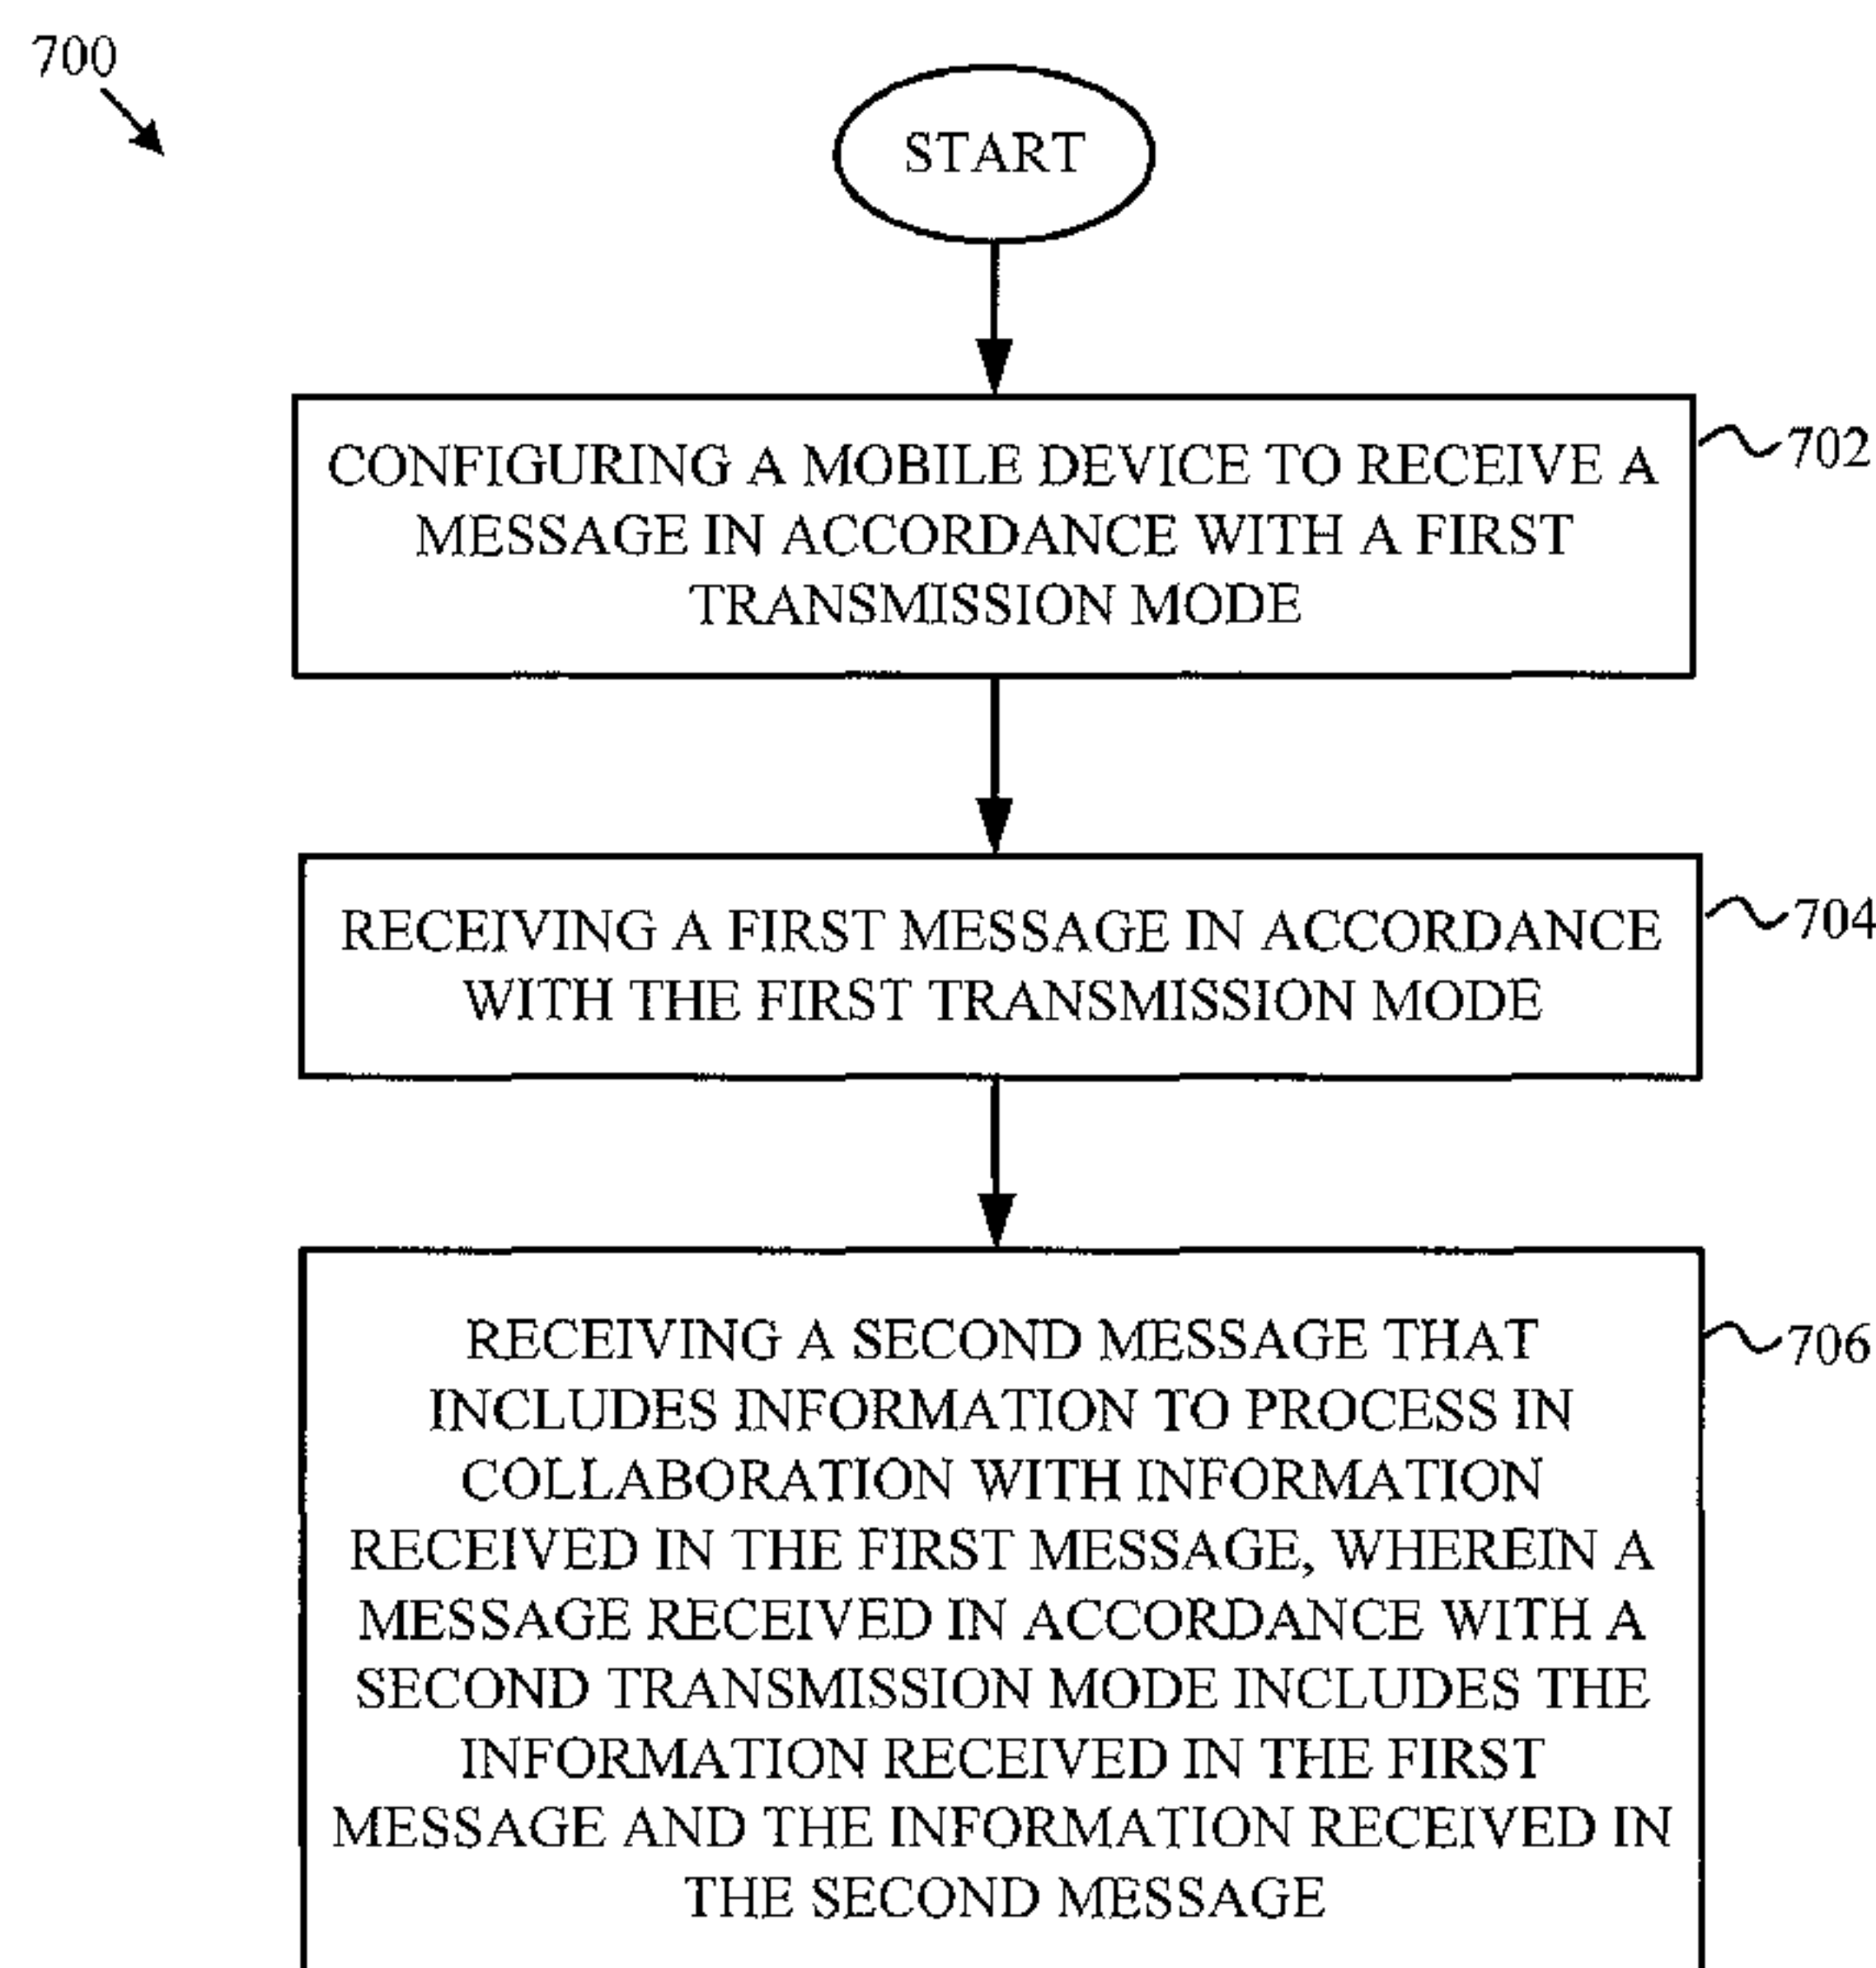 700
START
CONFIGURING A MOBILE DEVICE TO RECEIVE A
MESSAGE IN ACCORDANCE WITH A FIRST
TRANSMISSION MODE
702
RECEIVING A FIRST MESSAGE IN ACCORDANCE
WITH THE FIRST TRANSMISSION MODE
704
RECEIVING A SECOND MESSAGE THAT
INCLUDES INFORMATION TO PROCESS IN
COLLABORATION WITH INFORMATION
RECEIVED IN THE FIRST MESSAGE, WHEREIN A
MESSAGE RECEIVED IN ACCORDANCE WITH A
SECOND TRANSMISSION MODE INCLUDES THE
INFORMATION RECEIVED IN THE FIRST
MESSAGE AND THE INFORMATION RECEIVED IN
THE SECOND MESSAGE
706